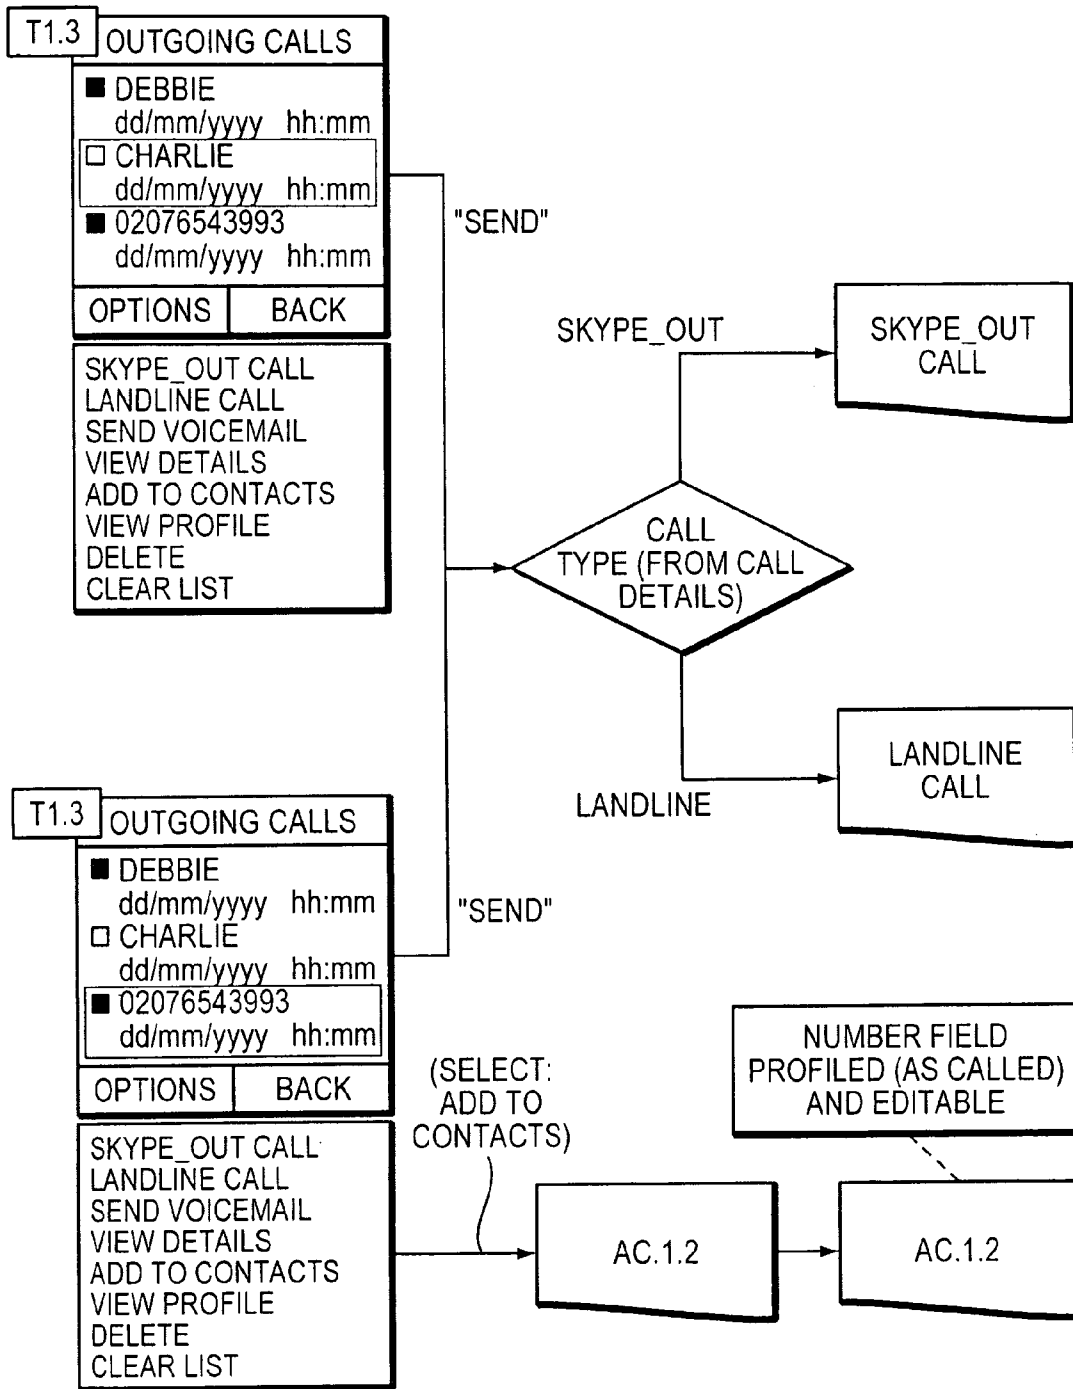 T1.3
OUTGOING CALLS
DEBBIE
dd/mm/yyyy hh:mm
CHARLIE
dd/mm/yyyy hh:mm
02076543993
dd/mm/yyyy hh:mm
OPTIONS BACK
SKYPE_OUT CALL
LANDLINE CALL
SEND VOICEMAIL
VIEW DETAILS
ADD TO CONTACTS
VIEW PROFILE
DELETE
CLEAR LIST
"SEND"
SKYPE_OUT
SKYPE_OUT
CALL
CALL
TYPE (FROM CALL
DETAILS)
LANDLINE
LANDLINE
CALL
T1.3
OUTGOING CALLS
DEBBIE
dd/mm/yyyy hh:mm
CHARLIE
dd/mm/yyyy hh:mm
02076543993
dd/mm/yyyy hh:mm
OPTIONS BACK
SKYPE_OUT CALL
LANDLINE CALL
SEND VOICEMAIL
VIEW DETAILS
ADD TO CONTACTS
VIEW PROFILE
DELETE
CLEAR LIST
"SEND"
(SELECT:
ADD TO
CONTACTS)
AC.1.2
NUMBER FIELD
PROFILED (AS CALLED)
AND EDITABLE
AC.1.2